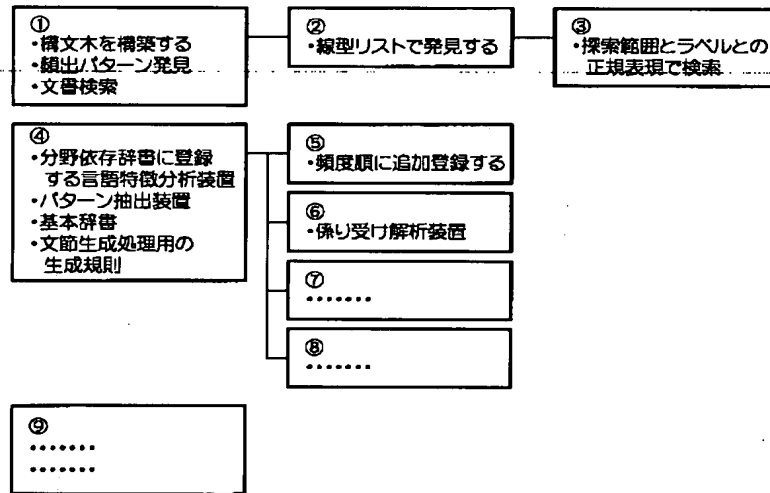 ①
・構文木を構築する
・頻出パターン発見
・文書検索
②
・線型リストで発見する
③
・探索範囲とラベルとの
正規表現で検索
④
・分野依存辞書に登録
する言語特徴分析装置
・パターン抽出装置
・基本辞書
・文節生成処理用の
生成規則
⑤
・頻度順に追加登録する
⑥
・係り受け解析装置
⑦
・・・・・・・
⑧
・・・・・・・
⑨
・・・・・・・
・・・・・・・